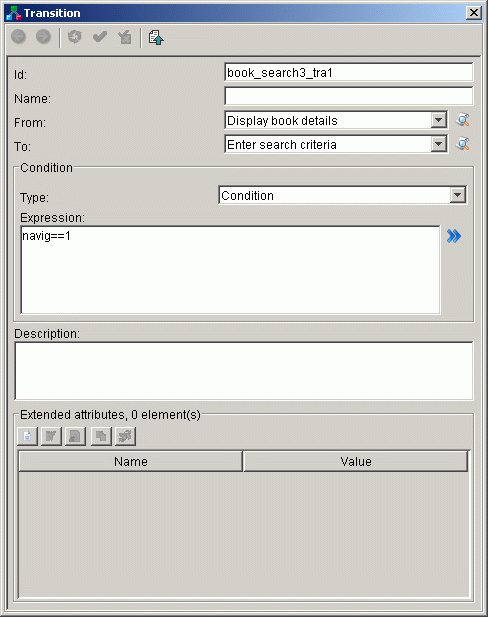 Transition
Id: book_search3_tra1
Name:
From: Display book details
To: Enter search criteria
Condition
Type: Condition
Expression:
navig==1
Description:
Extended attributes, 0 element(s)
Name Value